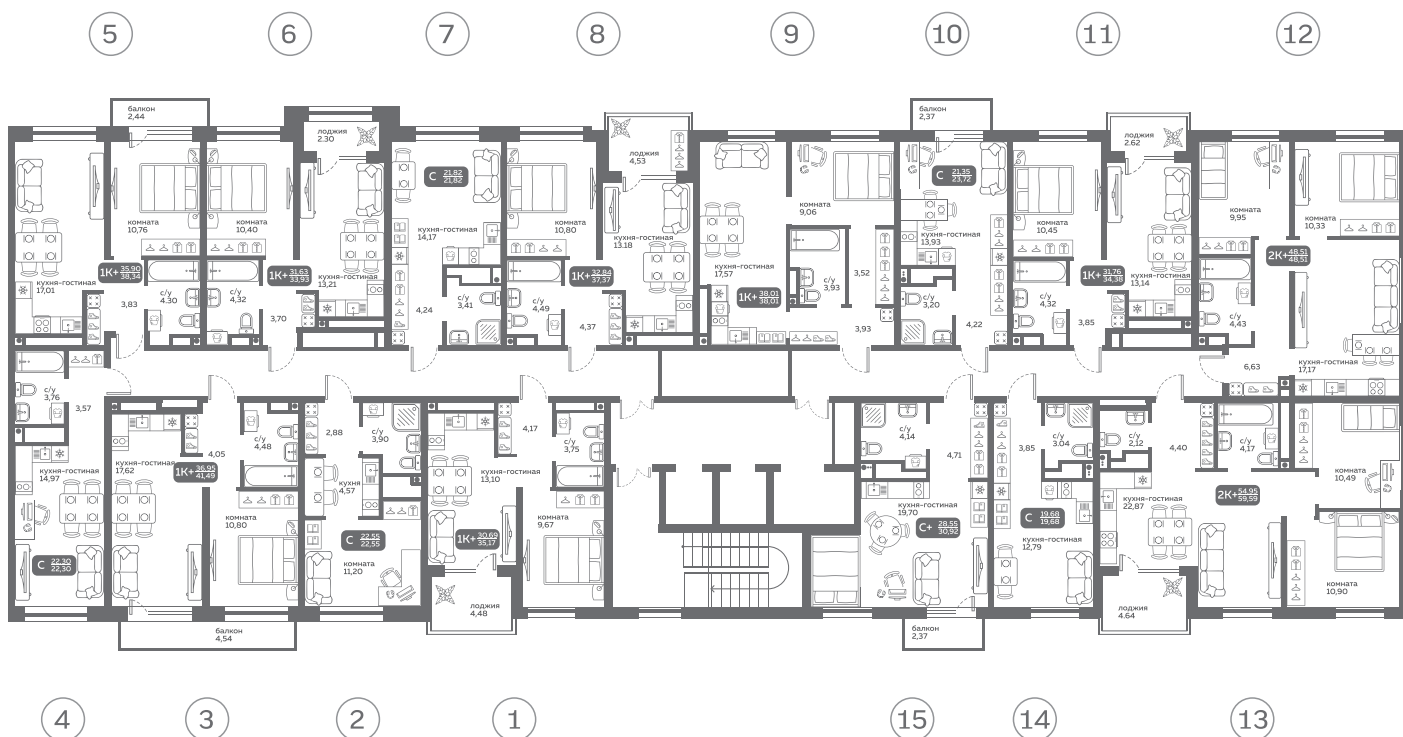 5
6
7
8
9
10
11
12
балкон
2,44
кухня-гостиная
17,01
комната
10,76
1К+ 35.90 38,34
3,83
с/у
4.30
комната
10,40
с/у
4,32
3,70
лоджия
2.30
1К+ 31.63 33,93
кухня-гостиная
13,21
С 21.82 21,82
кухня-гостиная
14,17
4,24
с/у
3,41
комната
10,80
с/у
4,49
4,37
лоджия
4,53
1К+ 32.84 37,37
кухня-гостиная
13,18
кухня-гостиная
17,57
1К+ 38.01 38,01
комната
9,06
с/у
3,93
3,52
3,93
балкон
2,37
С 21.35 23,72
кухня-гостиная
13,93
с/у
3,20
4,22
комната
10,45
с/у
4,32
3,85
лоджия
2.62
1К+ 31,76 34,38
кухня-гостиная
13,14
комната
9,95
с/у
4,43
6,63
комната
10,33
2К+ 48.51 48,51
кухня-гостиная
17,17
с/у
3,76
3,57
кухня-гостиная
14,97
С 22.30 22,30
кухня-гостиная
17,62
4,05
1К+ 36.95 41,49
с/у
4,48
комната
10,80
балкон
4,54
2,88
с/у
3,90
кухня
4,57
С 22.55 22,55
комната
11,20
4,17
с/у
3,75
кухня-гостиная
13,10
1К+ 30.69 35,17
комната
9,67
лоджия
4,48
с/у
4,14
4,71
кухня-гостиная
19,70
С+ 28.55 30,92
балкон
2,37
3,85
с/у
3,04
С 19.68 19,68
кухня-гостиная
12,79
с/у
2,12
4,40
кухня-гостиная
22,87
лоджия
4.64
с/у
4,17
2К+ 54.95 59,59
комната
10,49
комната
10,90
4
3
2
1
15
14
13